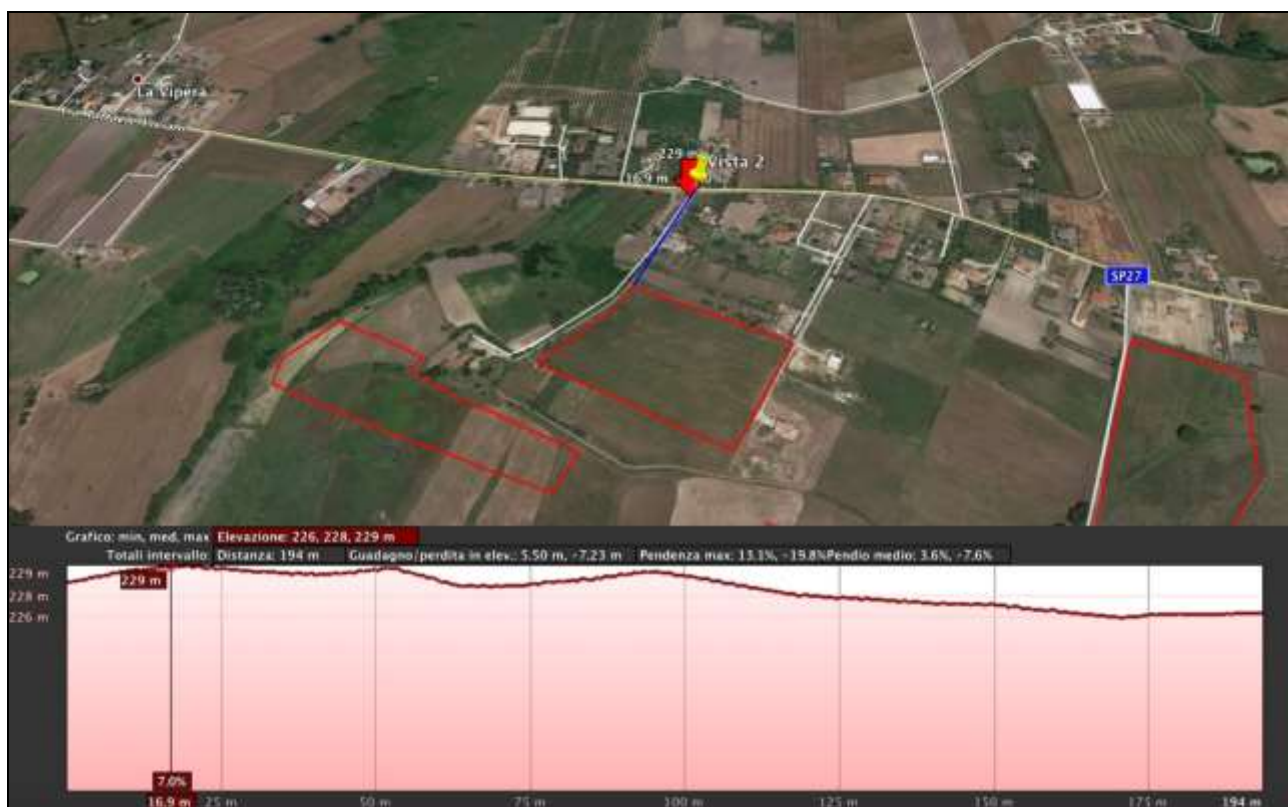 La Vipera
229 m
Vista 2
16.9 m
SP27
Grafico: min, med, max Elevazione: 226, 228, 229 m
Totali intervallo: Distanza: 194 m Guadagno/perdita in elev.: 5.50 m, -7.23 m Pendenza max: 13.1%, -19.8% Pendio medio: 3.6%, -7.6%
229 m
229 m
228 m
226 m
7.0%
16.9 m 25 m 50 m 75 m 100 m 125 m 150 m 175 m 194 m